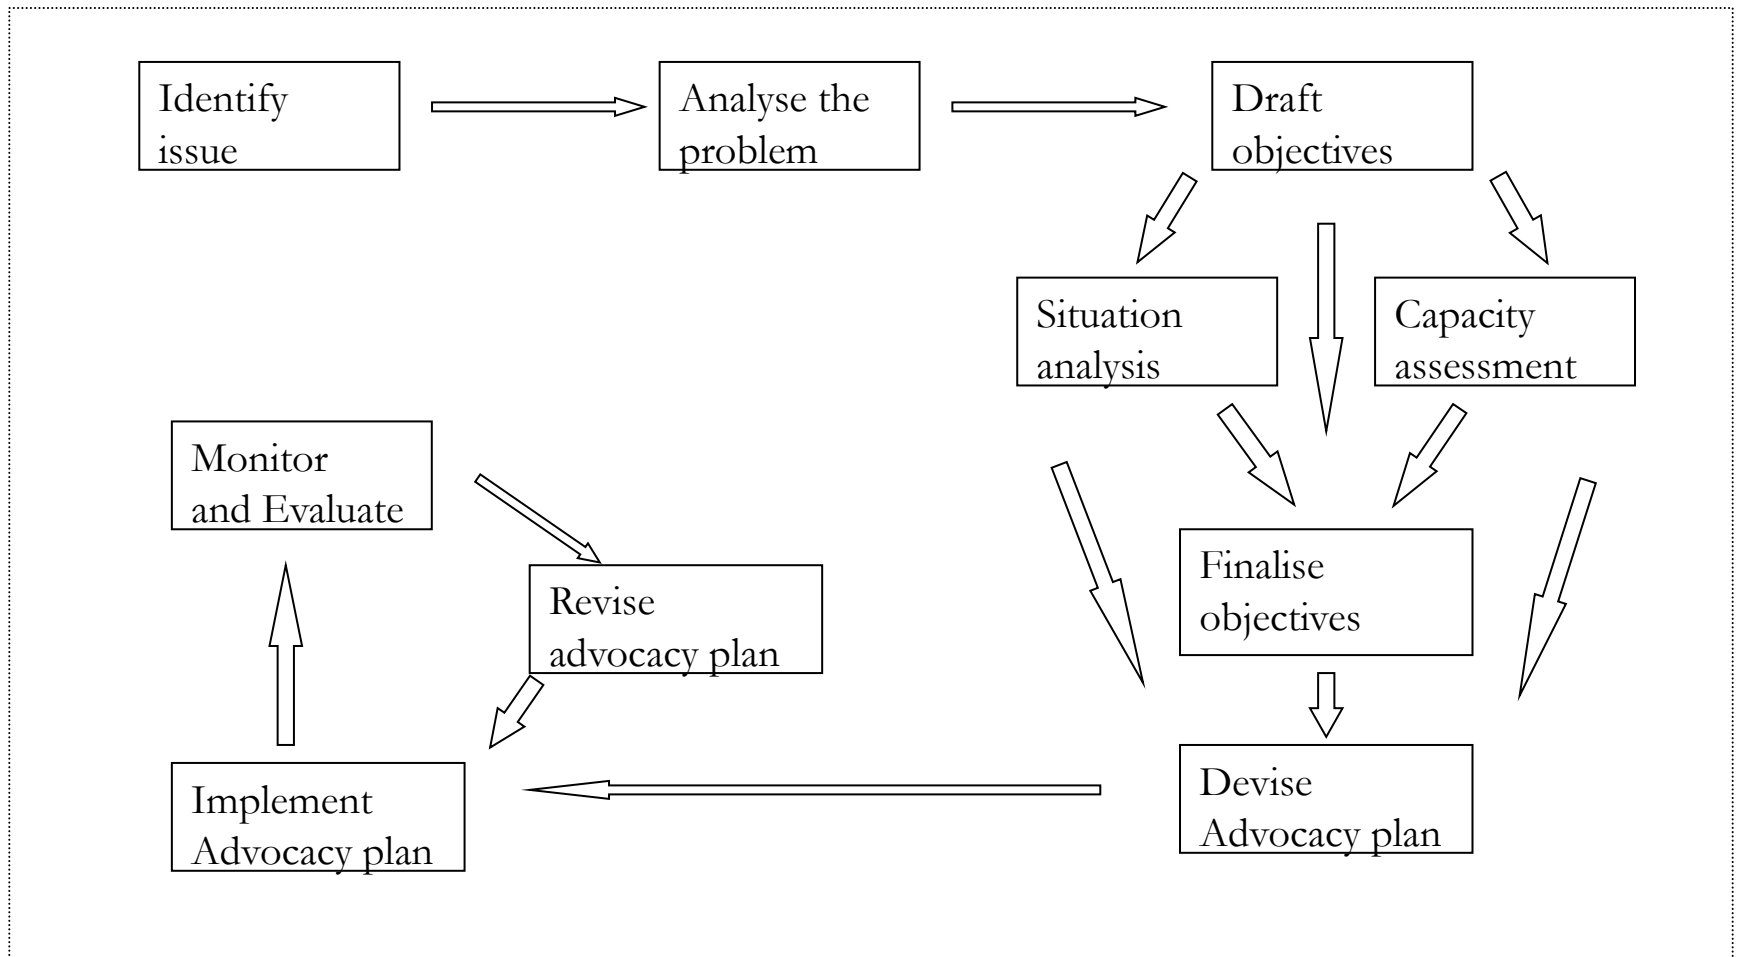 Identify
issue
Analyse the
problem
Draft
objectives
Situation
analysis
Capacity
assessment
Monitor
and Evaluate
Revise
advocacy plan
Finalise
objectives
Implement
Advocacy plan
Devise
Advocacy plan